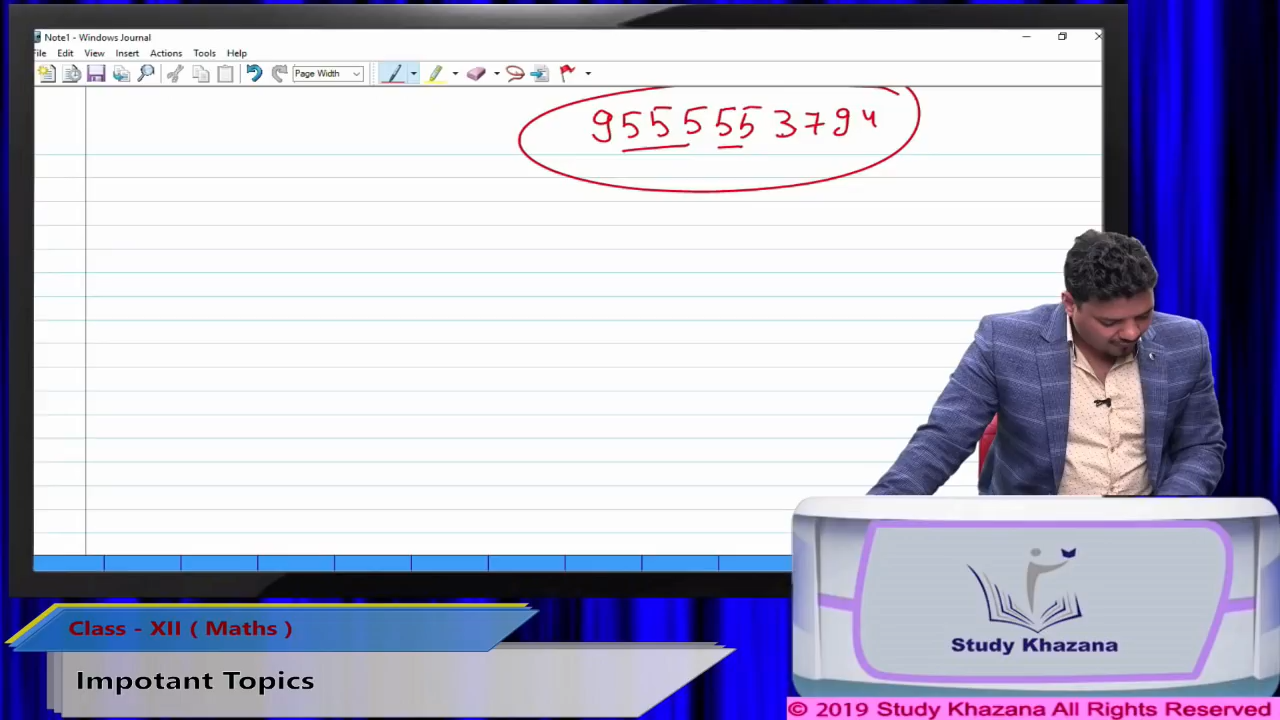 Note1 - Windows Journal
File Edit View Insert Actions Tools Help
Page Width
9555553794
Study Khazana
Class - XII ( Maths )
Impotant Topics
© 2019 Study Khazana All Rights Reserved